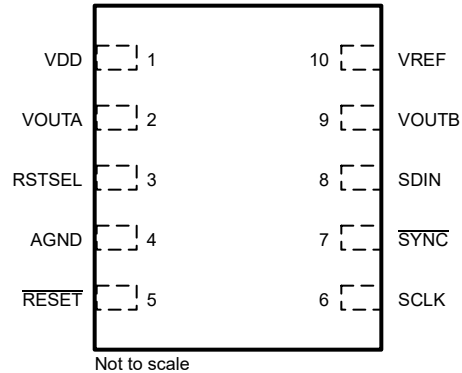 VDD 1 10 VREF
VOUTA 2 9 VOUTB
RSTSEL 3 8 SDIN
AGND 4 7 SYNC
RESET 5 6 SCLK
Not to scale